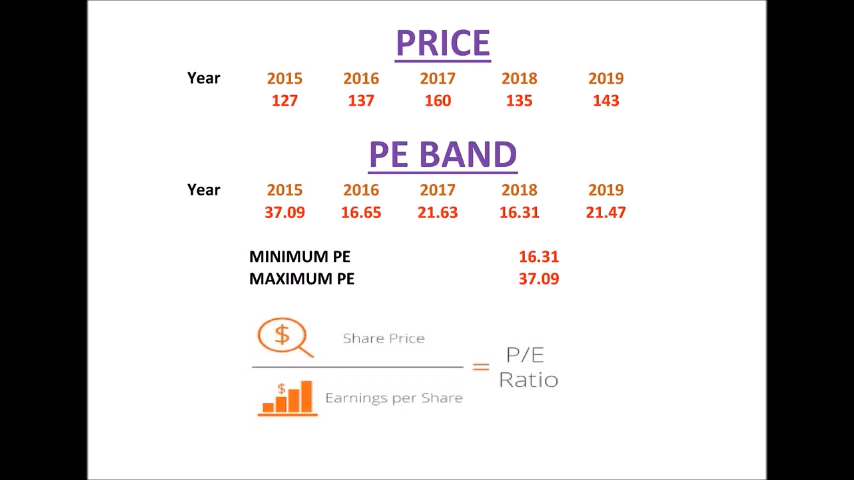 PRICE
Year 2015 2016 2017 2018 2019
127 137 160 135 143
PE BAND
Year 2015 2016 2017 2018 2019
37.09 16.65 21.63 16.31 21.47
MINIMUM PE 16.31
MAXIMUM PE 37.09
$ Share Price
= P/E Ratio
$ Earnings per Share